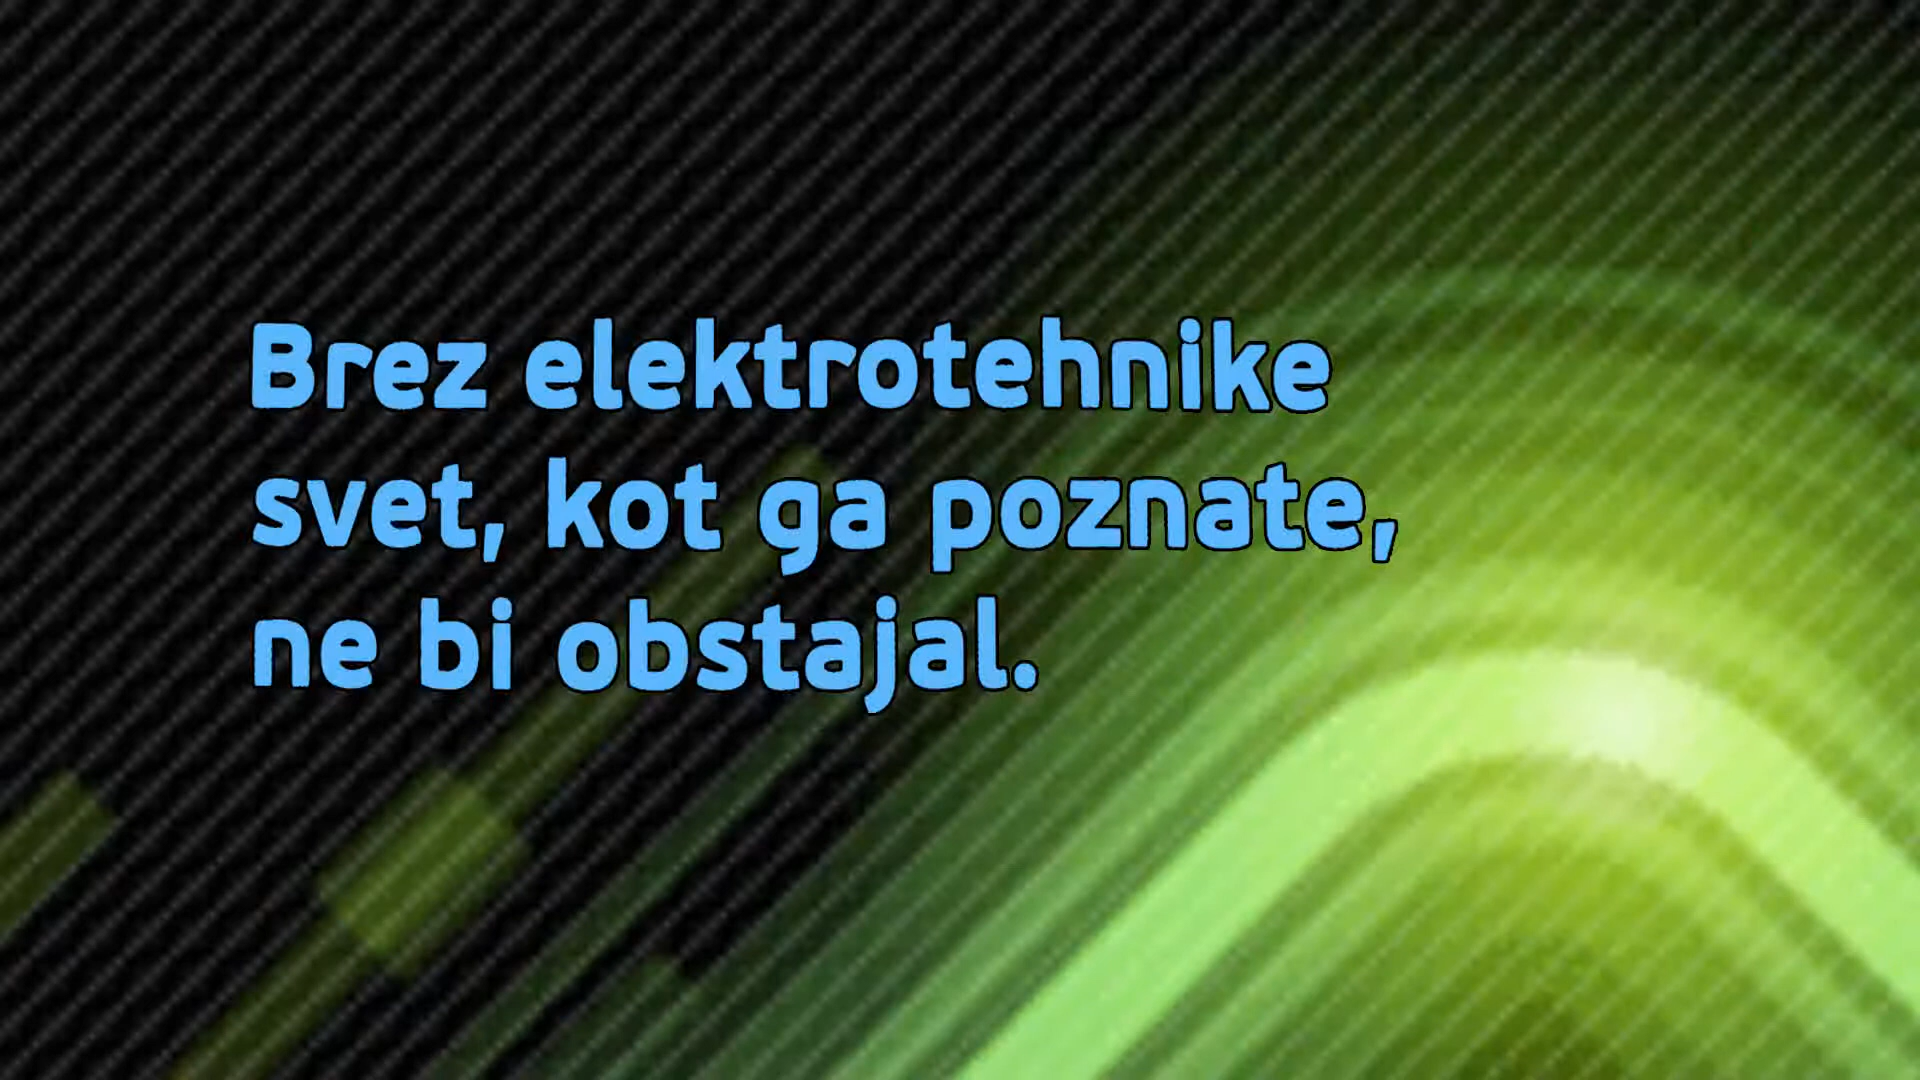 Brez elektrotehnike
svet, kot ga poznate,
ne bi obstajal.